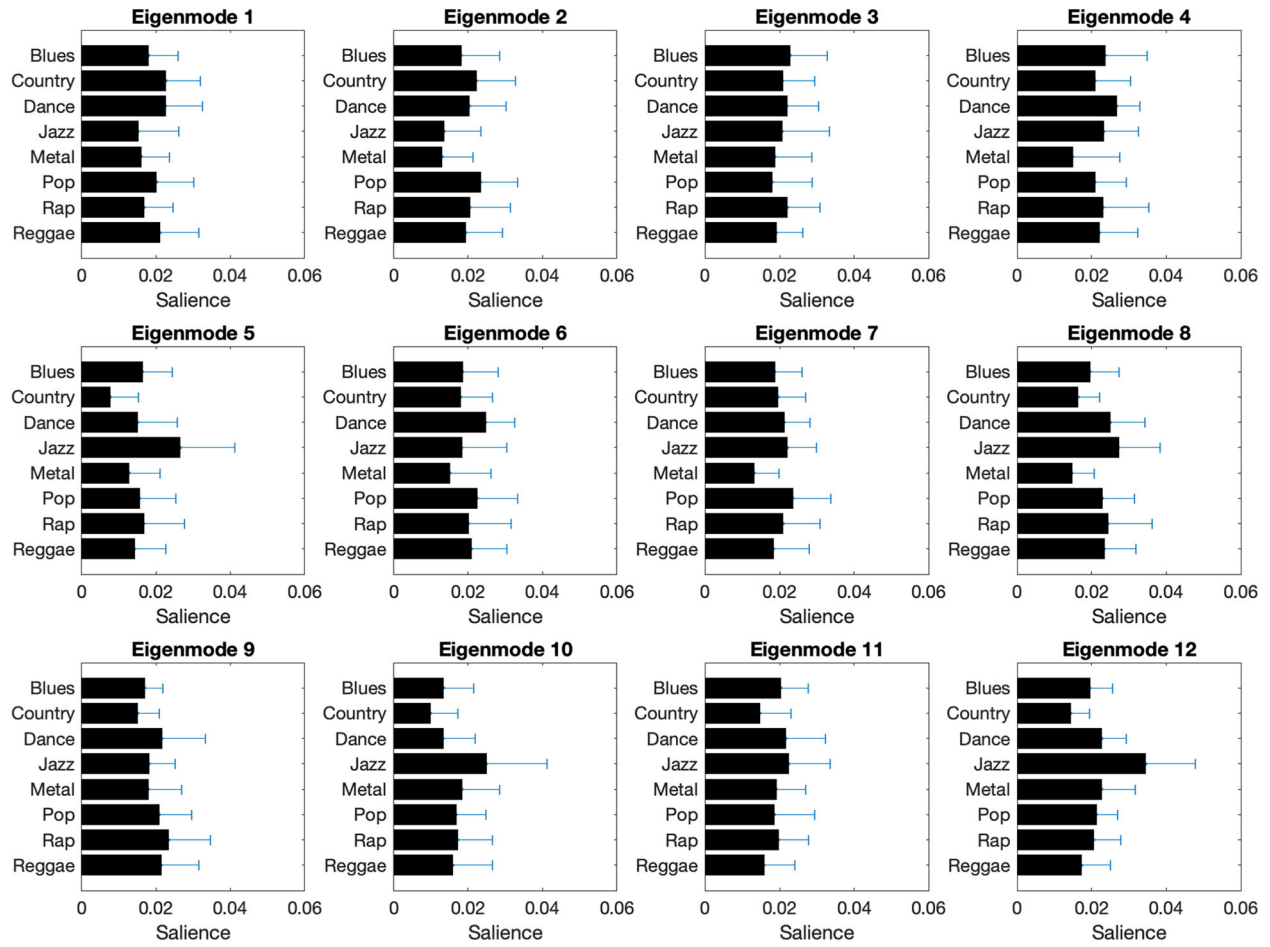 Eigenmode 1
Blues
Country
Dance
Jazz
Metal
Pop
Rap
Reggae
0 0.02 0.04 0.06
Salience
Eigenmode 2
Blues
Country
Dance
Jazz
Metal
Pop
Rap
Reggae
0 0.02 0.04 0.06
Salience
Eigenmode 3
Blues
Country
Dance
Jazz
Metal
Pop
Rap
Reggae
0 0.02 0.04 0.06
Salience
Eigenmode 4
Blues
Country
Dance
Jazz
Metal
Pop
Rap
Reggae
0 0.02 0.04 0.06
Salience
Eigenmode 5
Blues
Country
Dance
Jazz
Metal
Pop
Rap
Reggae
0 0.02 0.04 0.06
Salience
Eigenmode 6
Blues
Country
Dance
Jazz
Metal
Pop
Rap
Reggae
0 0.02 0.04 0.06
Salience
Eigenmode 7
Blues
Country
Dance
Jazz
Metal
Pop
Rap
Reggae
0 0.02 0.04 0.06
Salience
Eigenmode 8
Blues
Country
Dance
Jazz
Metal
Pop
Rap
Reggae
0 0.02 0.04 0.06
Salience
Eigenmode 9
Blues
Country
Dance
Jazz
Metal
Pop
Rap
Reggae
0 0.02 0.04 0.06
Salience
Eigenmode 10
Blues
Country
Dance
Jazz
Metal
Pop
Rap
Reggae
0 0.02 0.04 0.06
Salience
Eigenmode 11
Blues
Country
Dance
Jazz
Metal
Pop
Rap
Reggae
0 0.02 0.04 0.06
Salience
Eigenmode 12
Blues
Country
Dance
Jazz
Metal
Pop
Rap
Reggae
0 0.02 0.04 0.06
Salience